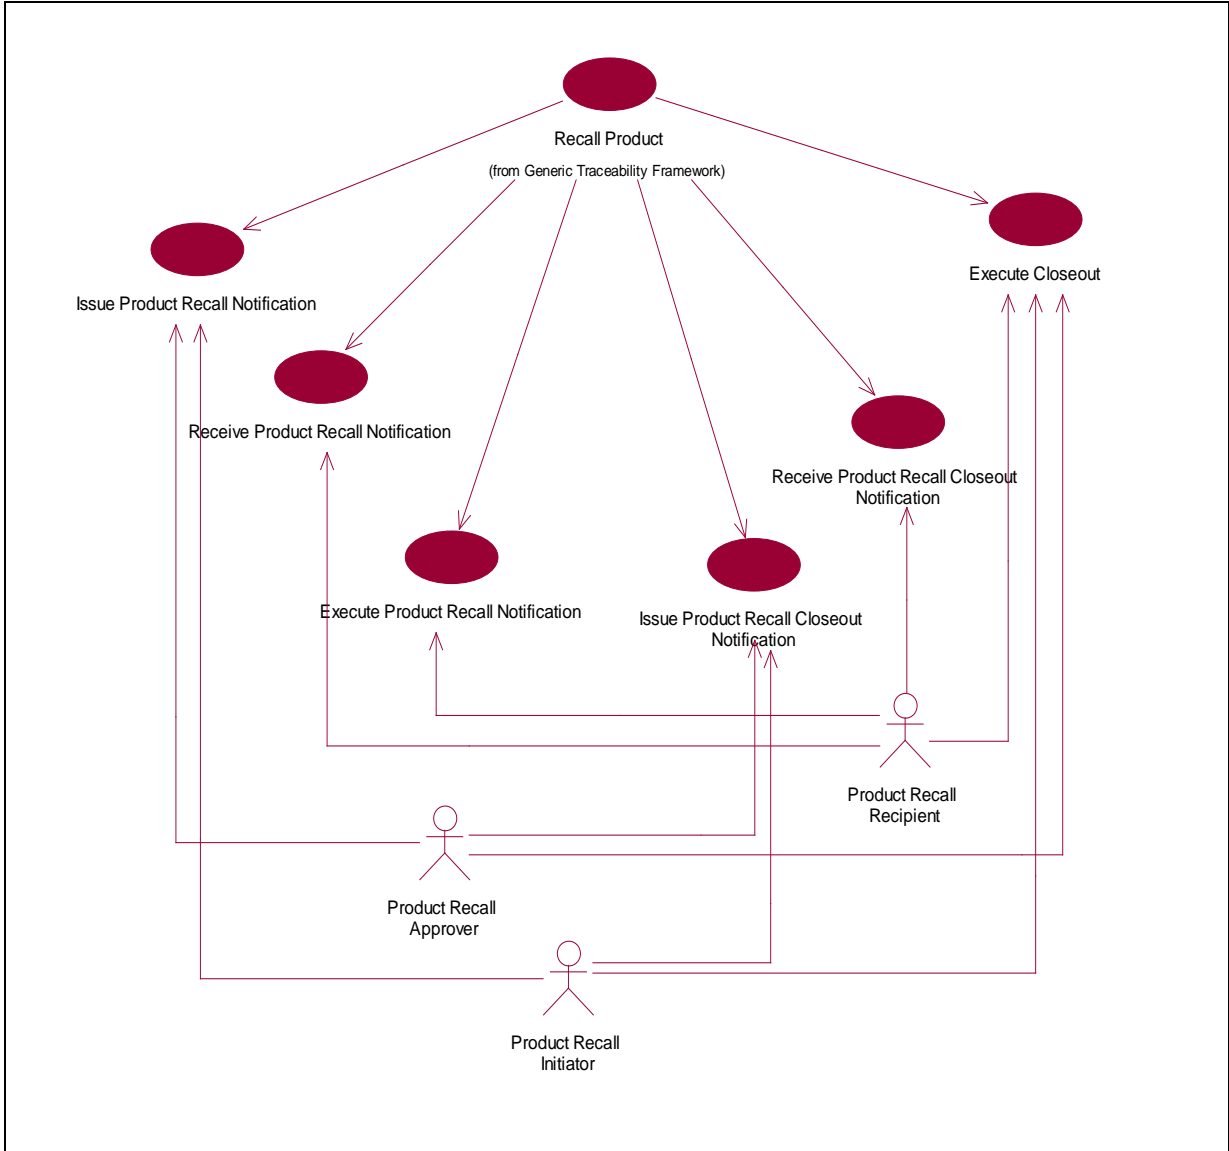 Recall Product
(from Generic Traceability Framework)
Execute Closeout
Issue Product Recall Notification
Receive Product Recall Notification
Receive Product Recall Closeout
Notification
Execute Product Recall Notification
Issue Product Recall Closeout
Notification
Product Recall
Recipient
Product Recall
Approver
Product Recall
Initiator